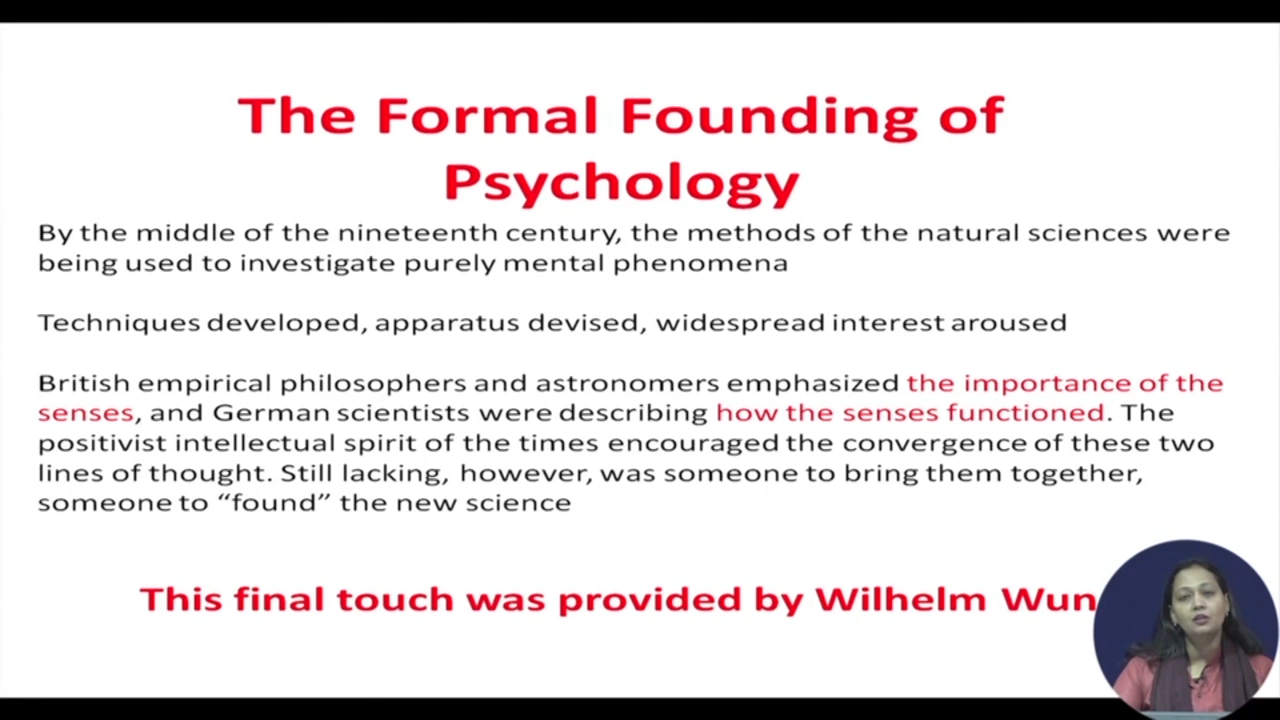 The Formal Founding of
Psychology
By the middle of the nineteenth century, the methods of the natural sciences were
being used to investigate purely mental phenomena
Techniques developed, apparatus devised, widespread interest aroused
British empirical philosophers and astronomers emphasized the importance of the
senses, and German scientists were describing how the senses functioned. The
positivist intellectual spirit of the times encouraged the convergence of these two
lines of thought. Still lacking, however, was someone to bring them together,
someone to “found” the new science
This final touch was provided by Wilhelm